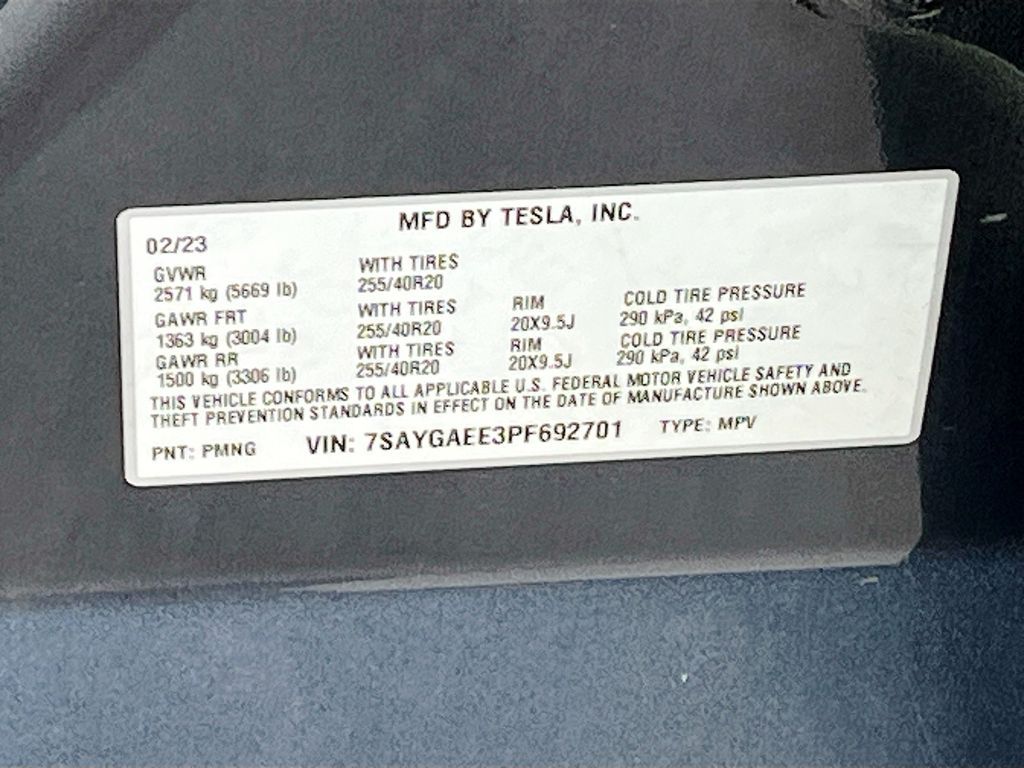 MFD BY TESLA, INC.
02/23
GVWR WITH TIRES
2571 kg (5669 lb) 255/40R20
GAWR FRT WITH TIRES RIM COLD TIRE PRESSURE
1363 kg (3004 lb) 255/40R20 20X9.5J 290 kPa, 42 psi
GAWR RR WITH TIRES RIM COLD TIRE PRESSURE
1500 kg (3306 lb) 255/40R20 20X9.5J 290 kPa, 42 psi
THIS VEHICLE CONFORMS TO ALL APPLICABLE U.S. FEDERAL MOTOR VEHICLE SAFETY AND
THEFT PREVENTION STANDARDS IN EFFECT ON THE DATE OF MANUFACTURE SHOWN ABOVE.
PNT: PMNG VIN: 7SAYGAEE3PF692701 TYPE: MPV